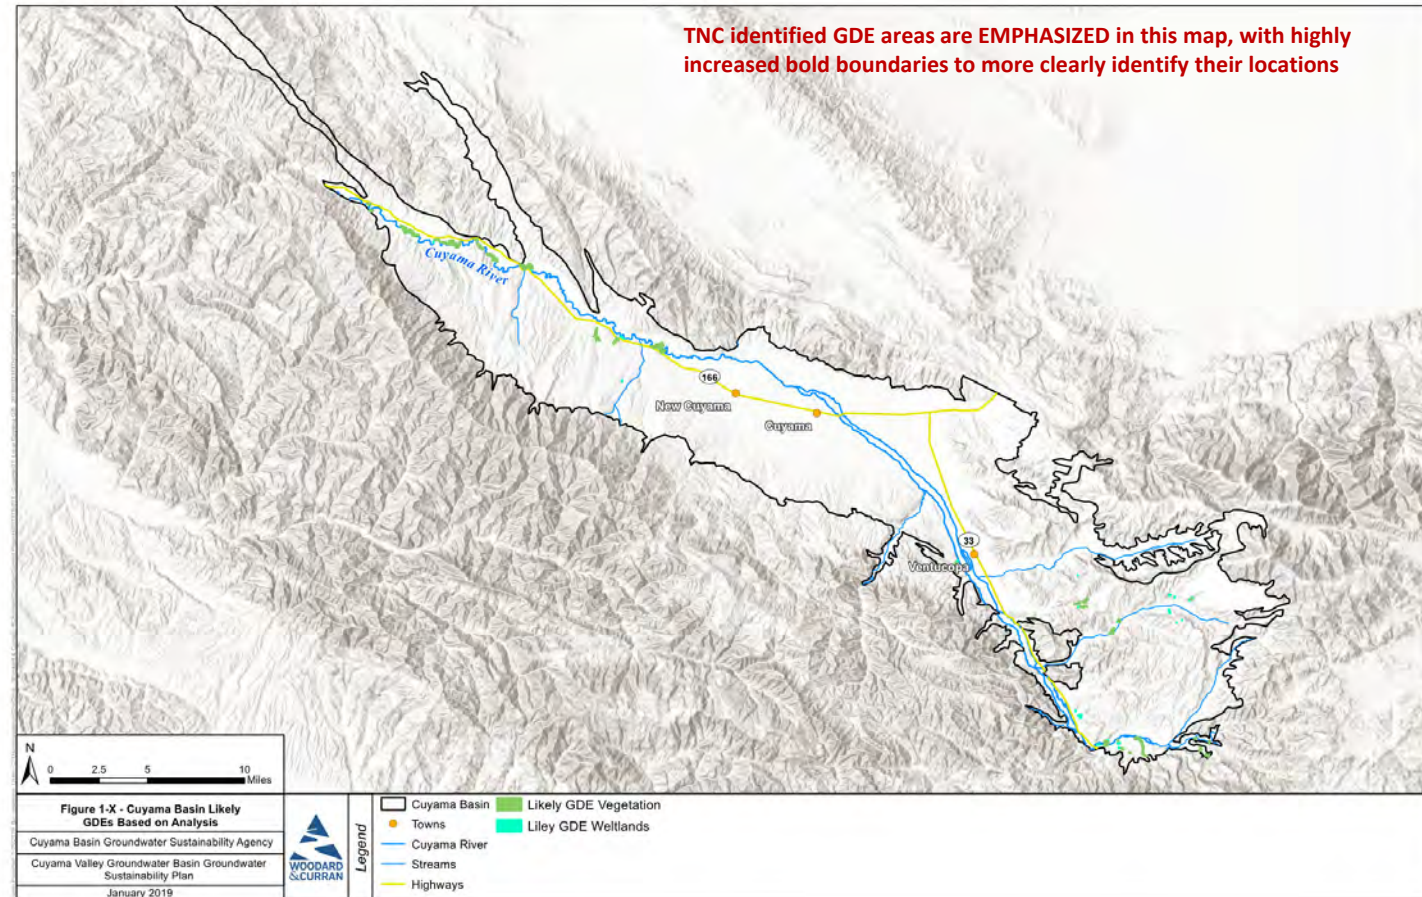 TNC identified GDE areas are EMPHASIZED in this map, with highly
increased bold boundaries to more clearly identify their locations
Cuyama River
166
New Cuyama
Cuyama
33
Ventucopa
N
0 2.5 5 10
Miles
Figure 1-X - Cuyama Basin Likely
GDEs Based on Analysis
Cuyama Basin Groundwater Sustainability Agency
Cuyama Valley Groundwater Basin Groundwater
Sustainability Plan
January 2019
WOODARD
&CURRAN
Legend
Cuyama Basin
Towns
Cuyama River
Streams
Highways
Likely GDE Vegetation
Liley GDE Weltlands